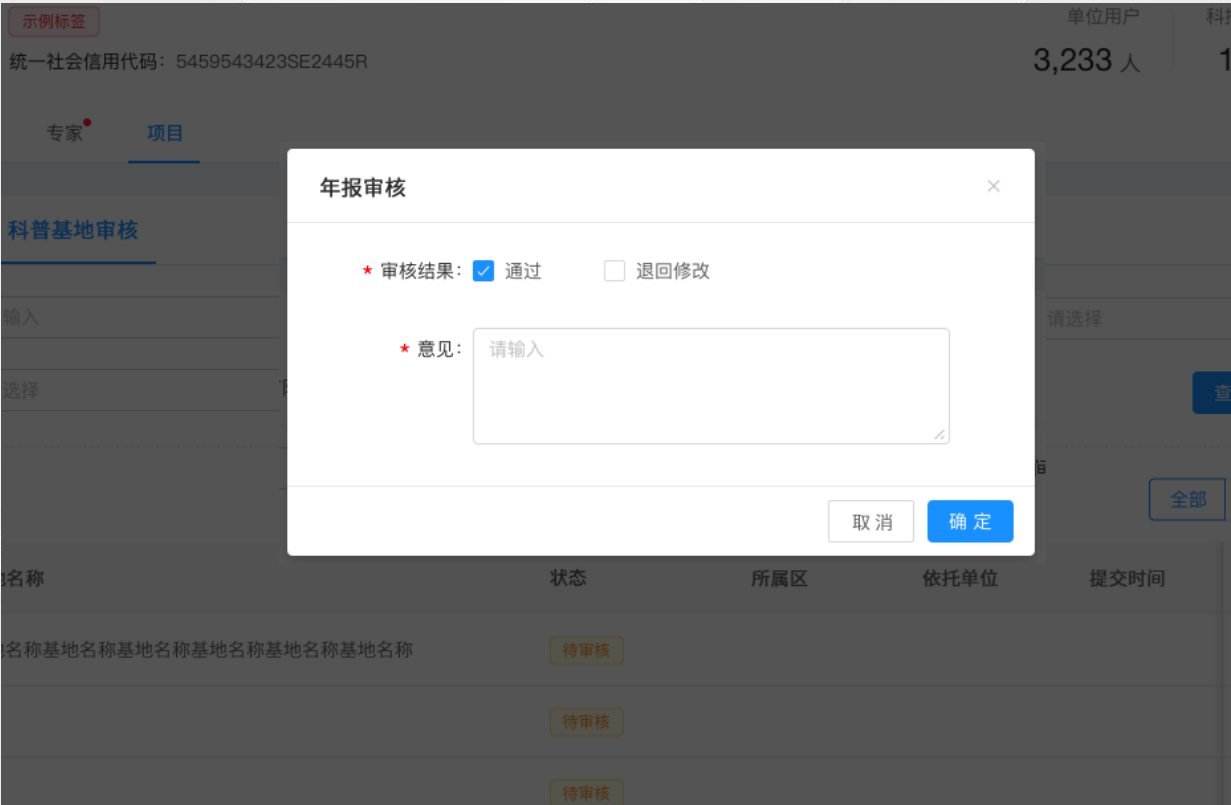 示例标签
单位用户
科
统一社会信用代码：5459543423SE2445R
3,233 人
1
专家
项目
年报审核
科普基地审核
* 审核结果： 通过 退回修改
输入
请选择
* 意见： 请输入
选择
查
全部
取 消
确 定
名称 状态 所属区 依托单位 提交时间
名称基地名称基地名称基地名称基地名称基地名称 待审核
待审核
待审核